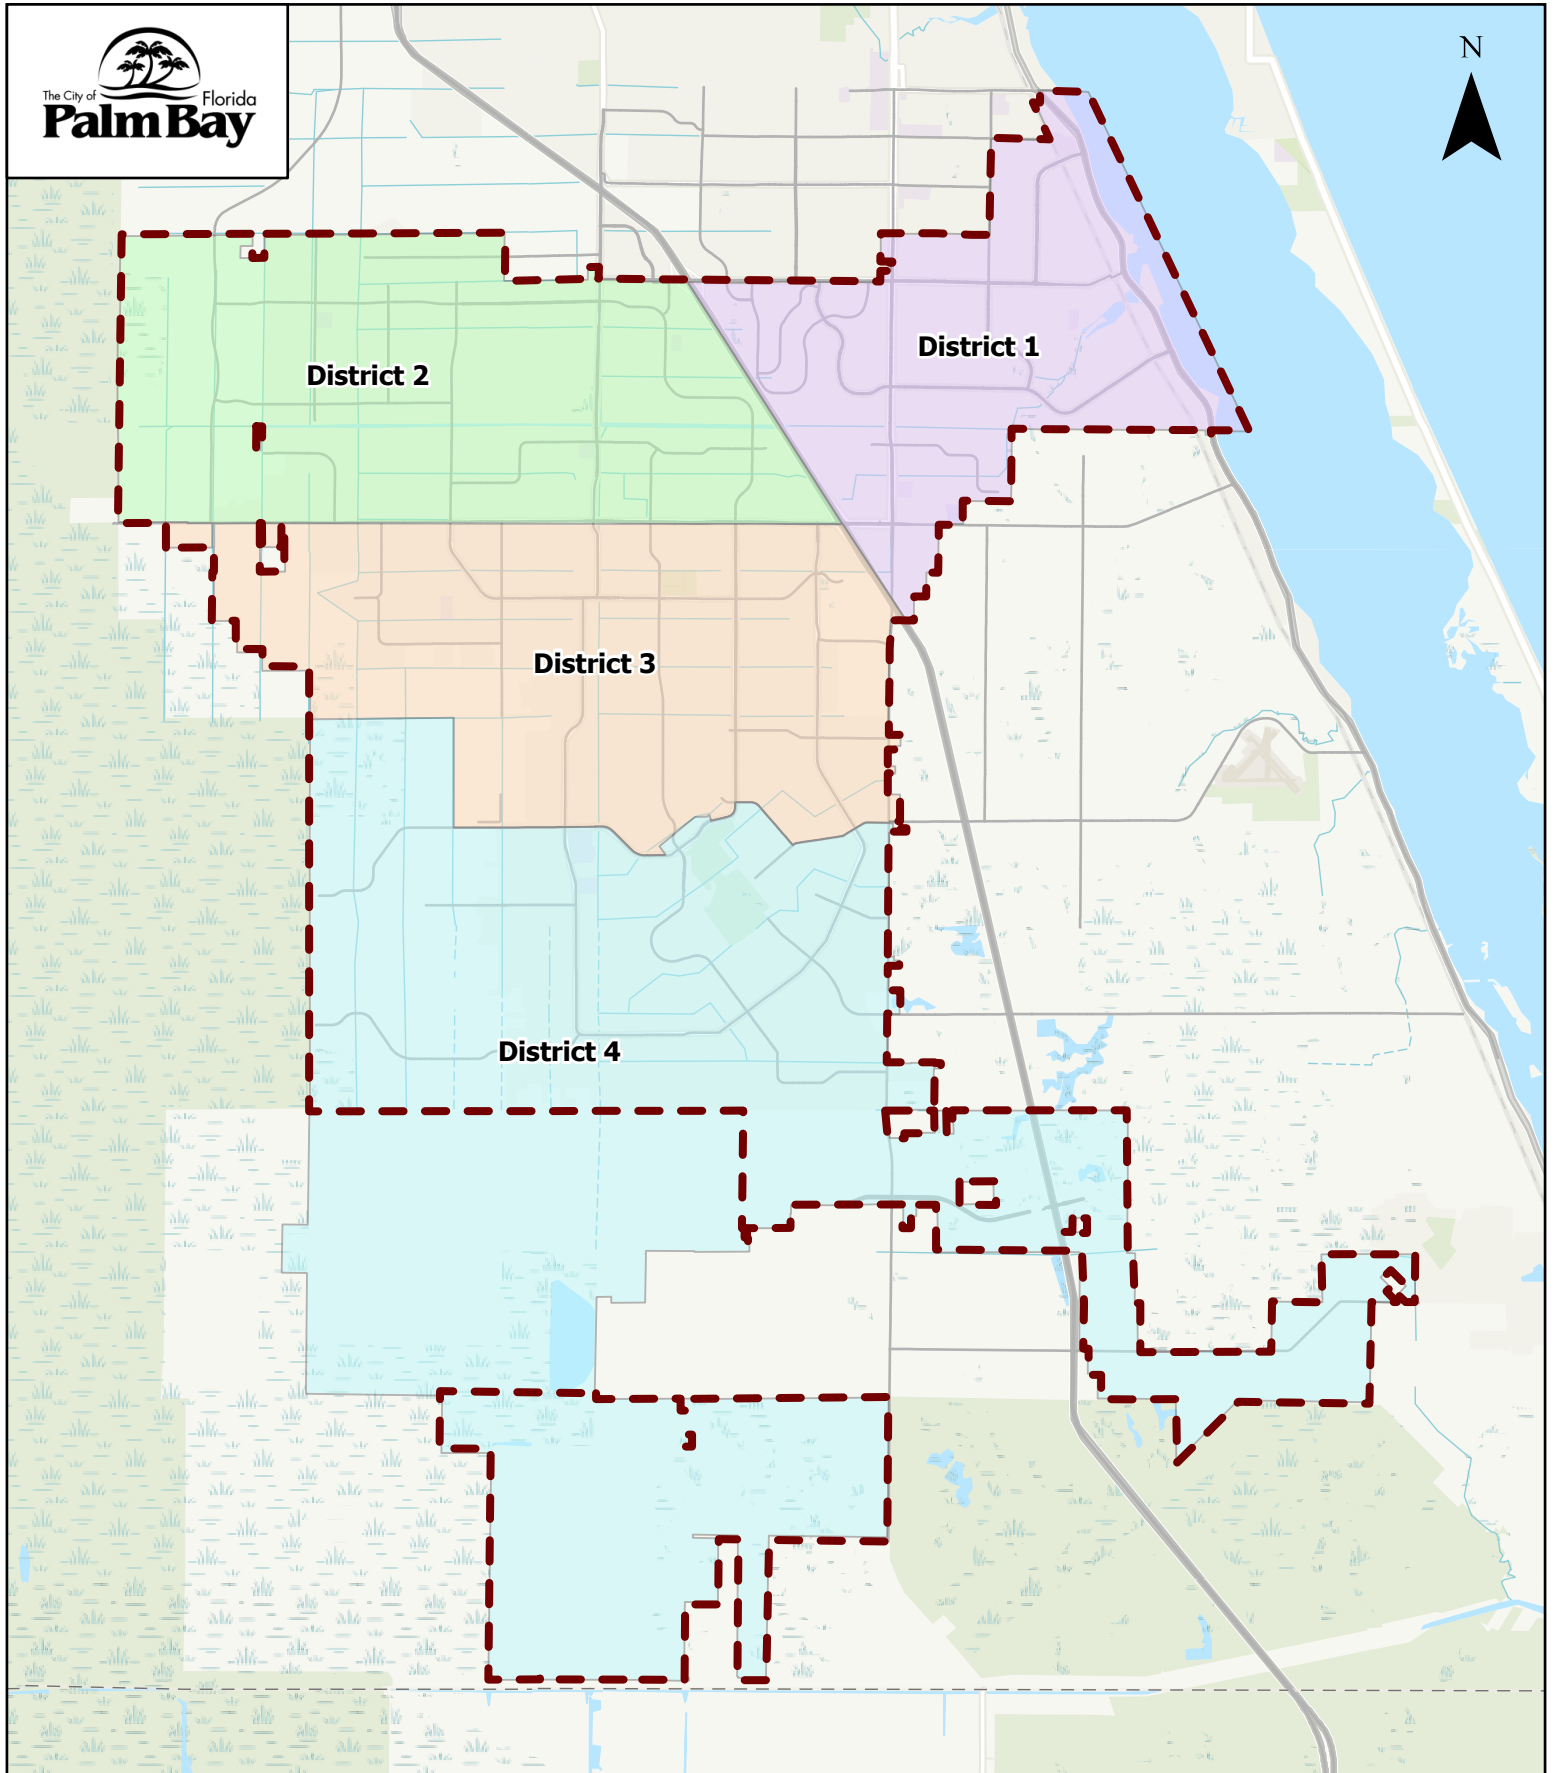 The City of Florida
Palm Bay
N
District 1
District 2
District 3
District 4